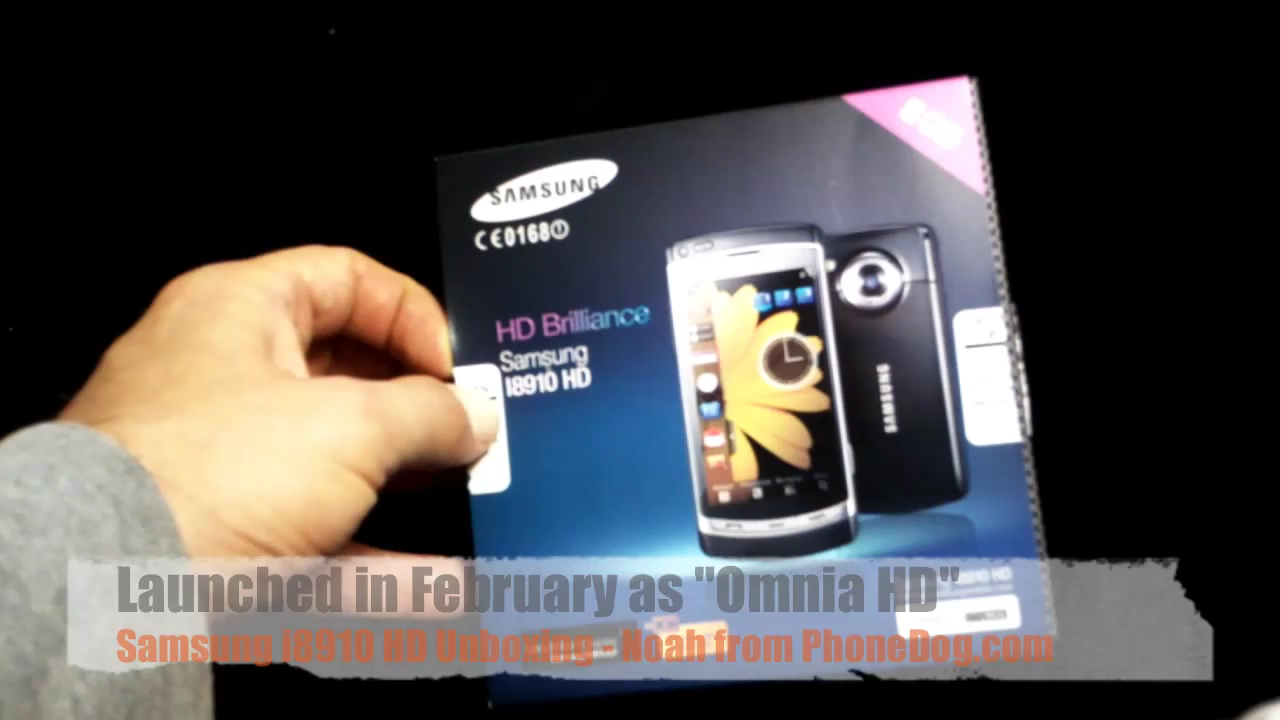 8GB
SAMSUNG
CE0168
HD Brilliance
Samsung
I8910 HD
SAMSUNG
Launched in February as "Omnia HD"
Samsung i8910 HD Unboxing - Noah from PhoneDog.com